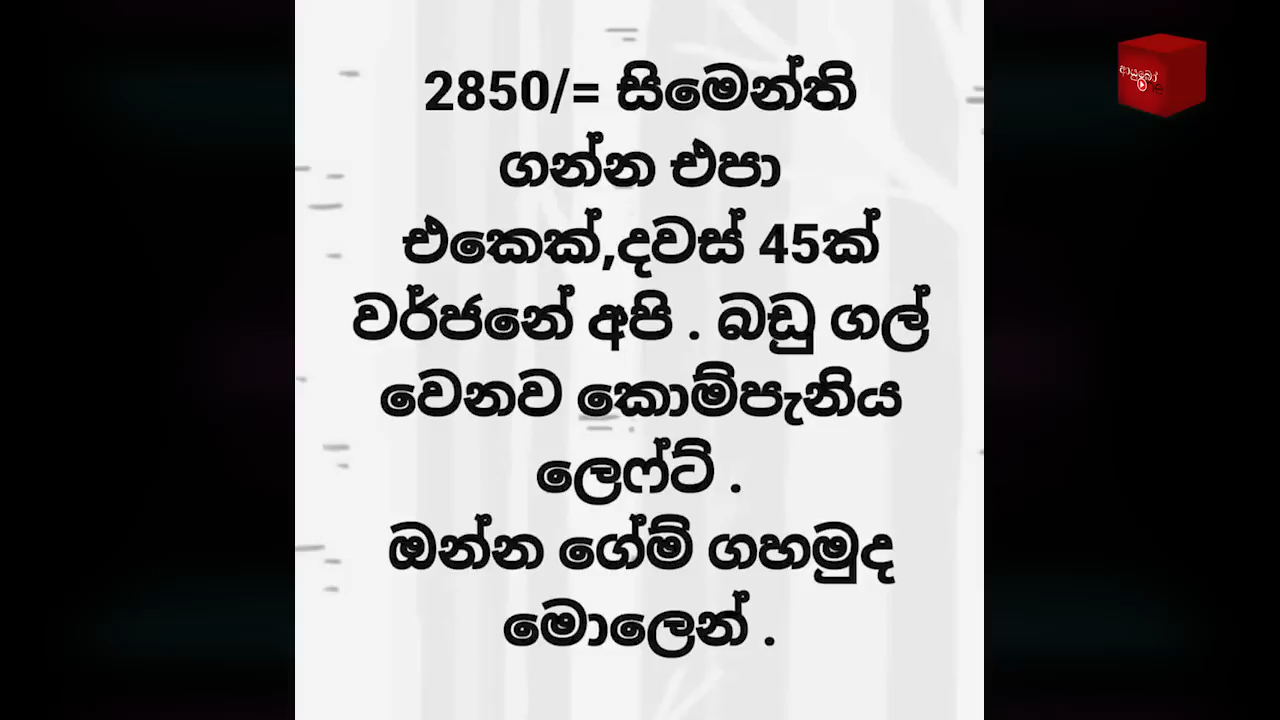 2850/= සිමෙන්ති
ගන්න එපා
එකෙක්,දවස් 45ක්
වර්ජනේ අපි . බඩු ගල්
වෙනව කොම්පැනිය
ලෙෆ්ට් .
ඔන්න ගේම් ගහමුද
මොලෙන් .